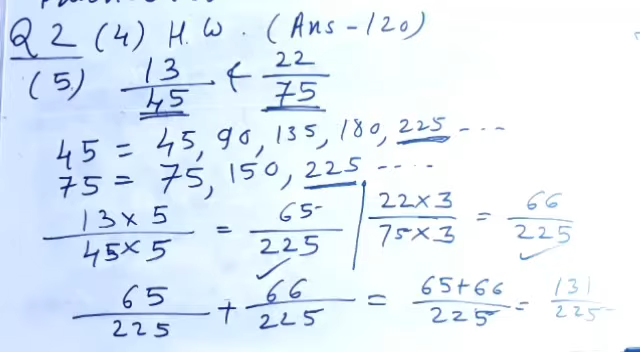 Q2 (4) H.W. (Ans-120)
(5) 13/45 & 22/75
45 = 45, 90, 135, 180, 225 ----
75 = 75, 150, 225 ----
13×5/45×5 = 65/225 | 22×3/75×3 = 66/225
65/225 + 66/225 = 65+66/225 = 131/225